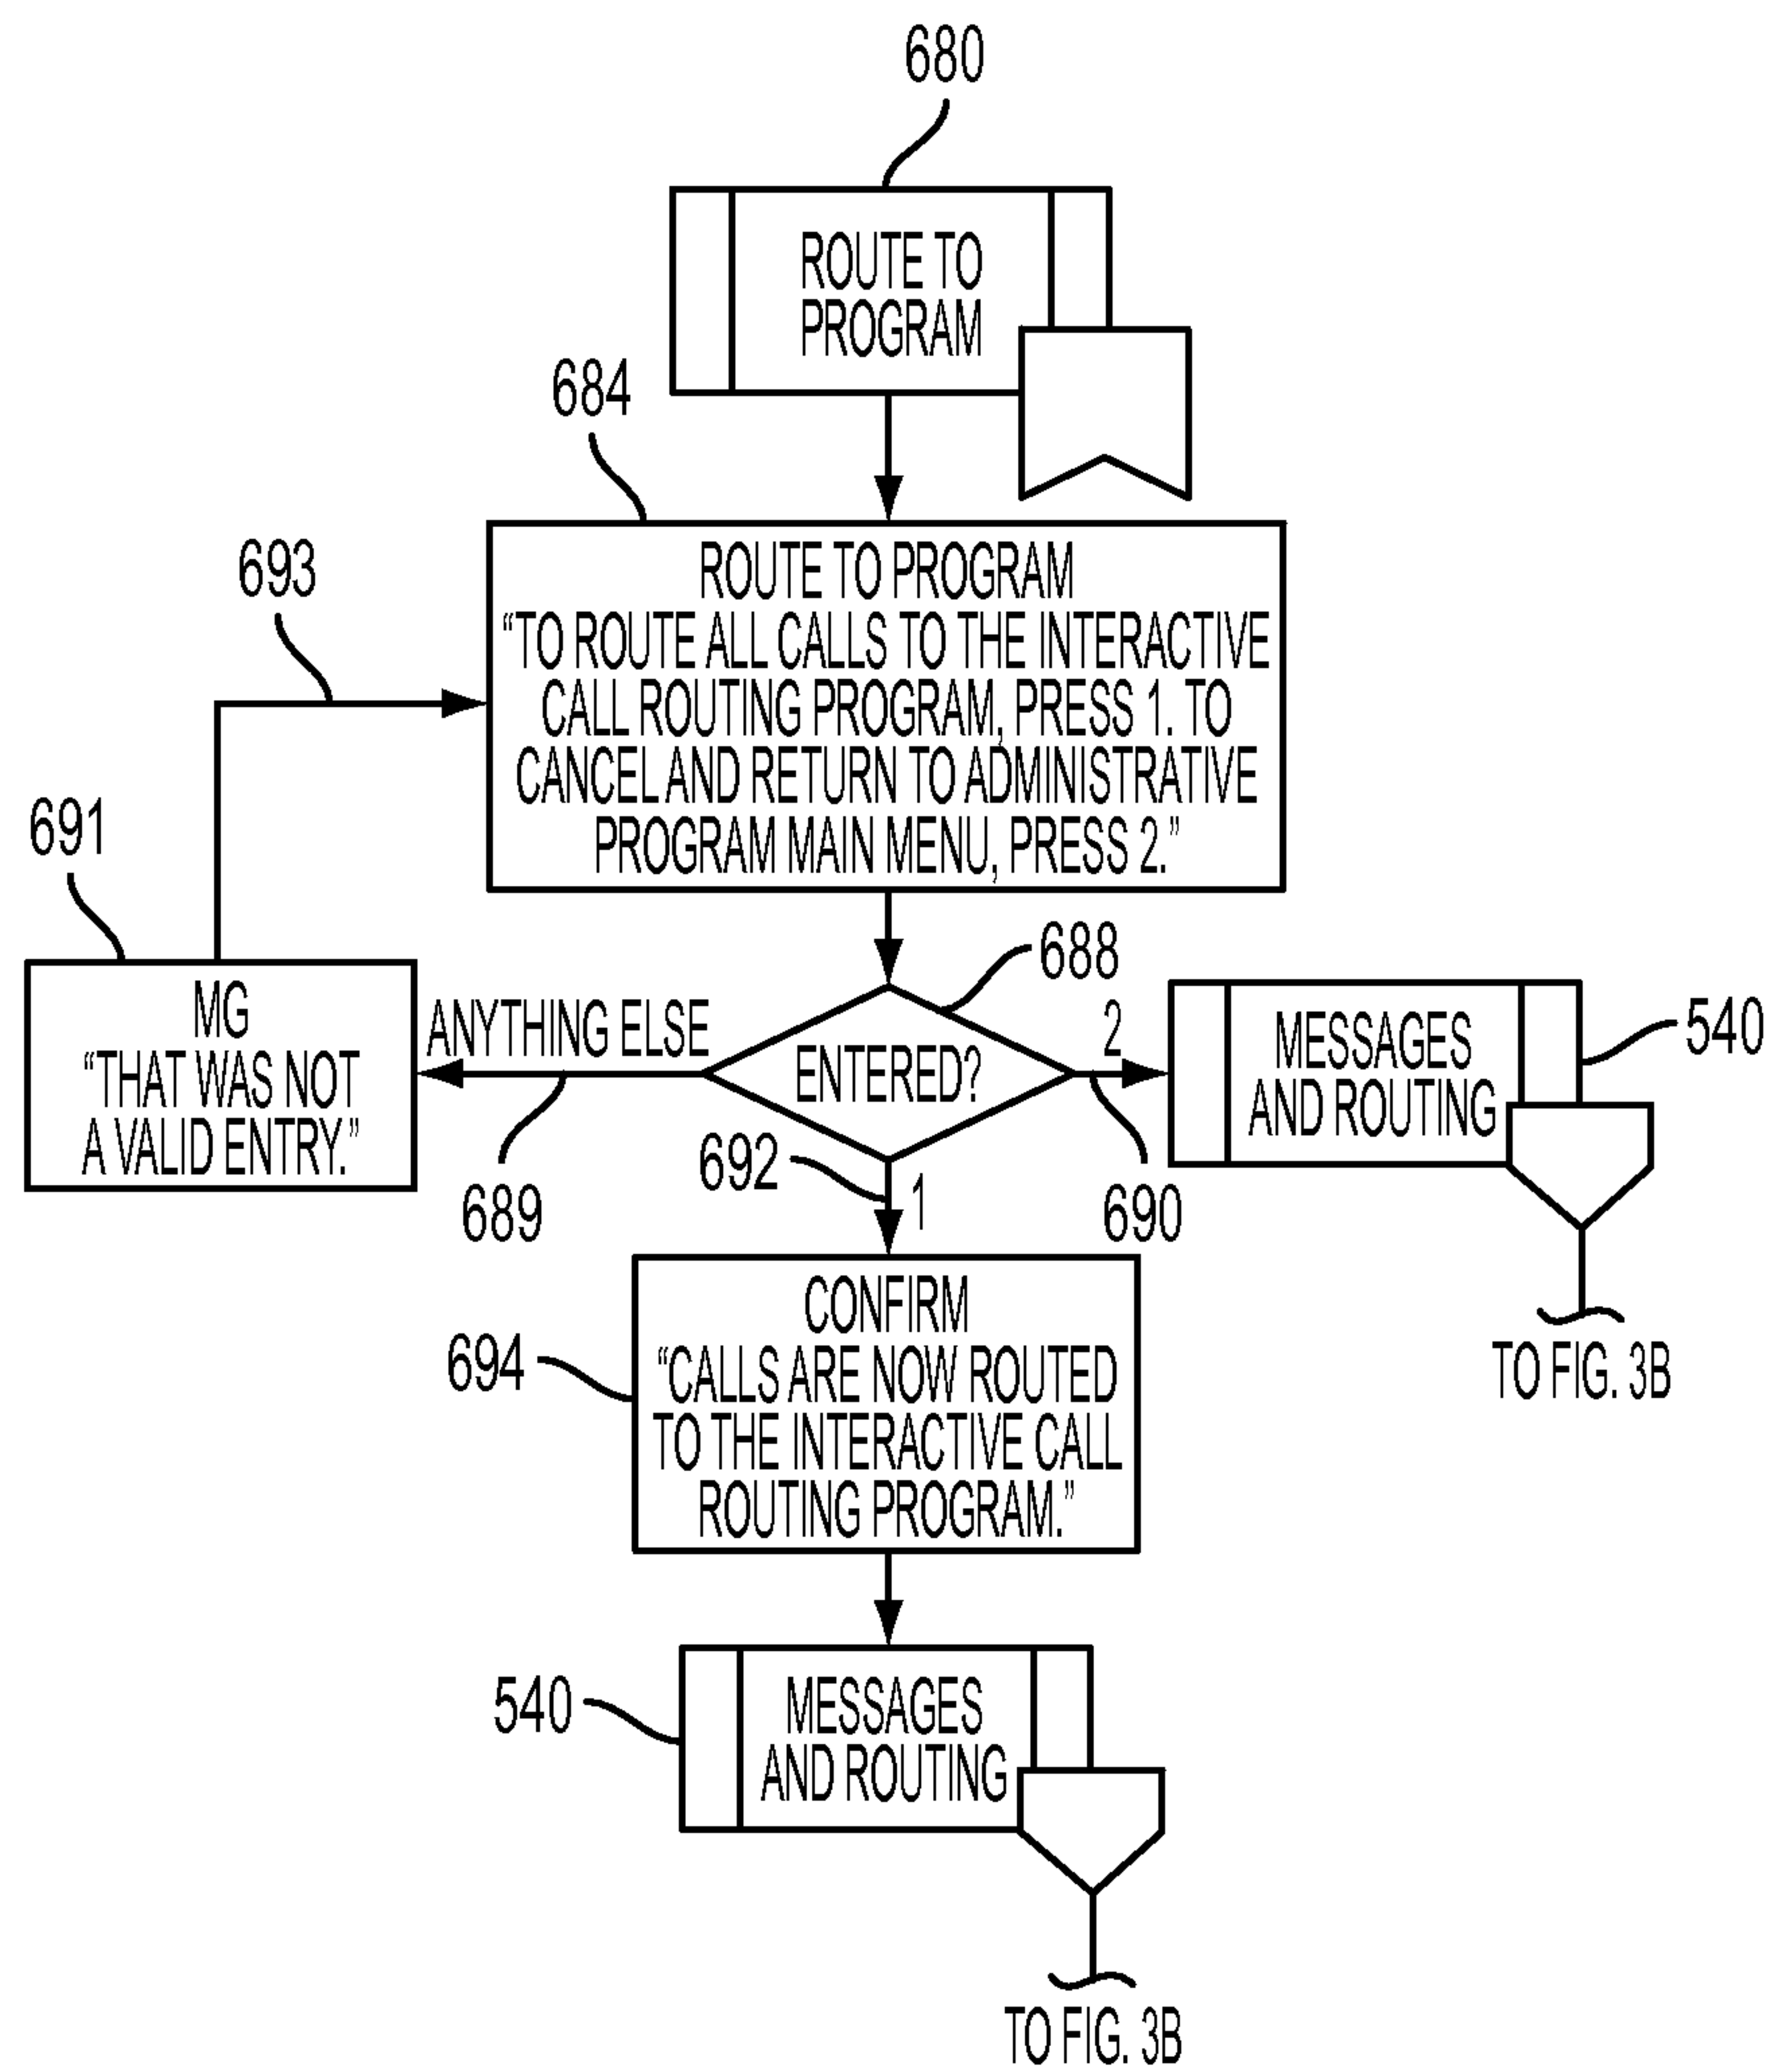 680
ROUTE TO
PROGRAM
684
693
ROUTE TO PROGRAM
“TO ROUTE ALL CALLS TO THE INTERACTIVE
CALL ROUTING PROGRAM, PRESS 1. TO
CANCEL AND RETURN TO ADMINISTRATIVE
PROGRAM MAIN MENU, PRESS 2.”
691
MG
“THAT WAS NOT
A VALID ENTRY.”
ANYTHING ELSE
689
688
ENTERED?
2
690
MESSAGES
AND ROUTING
540
TO FIG. 3B
692
1
694
CONFIRM
“CALLS ARE NOW ROUTED
TO THE INTERACTIVE CALL
ROUTING PROGRAM.”
540
MESSAGES
AND ROUTING
TO FIG. 3B